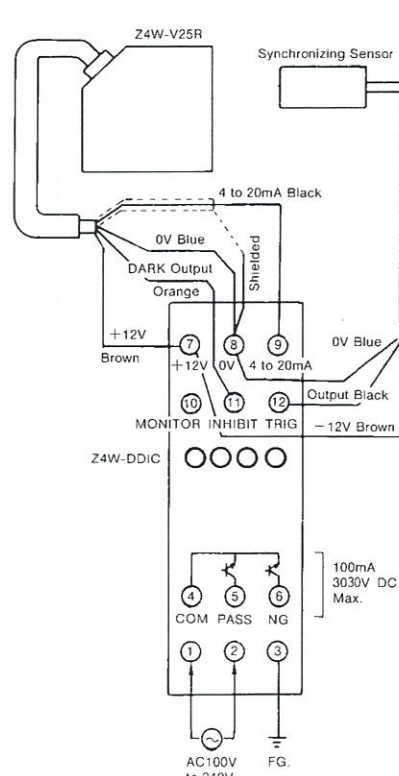 Z4W-V25R
Synchronizing Sensor
4 to 20mA Black
0V Blue
DARK Output
Orange
Shielded
+12V
Brown
7
8
9
+12V
0V
4 to 20mA
0V Blue
10
11
12
Output Black
MONITOR
INHIBIT
TRIG
-12V Brown
Z4W-DDIC
100mA
3030V DC
Max.
4
5
6
COM
PASS
NG
1
2
3
AC100V
FG.
to 240V